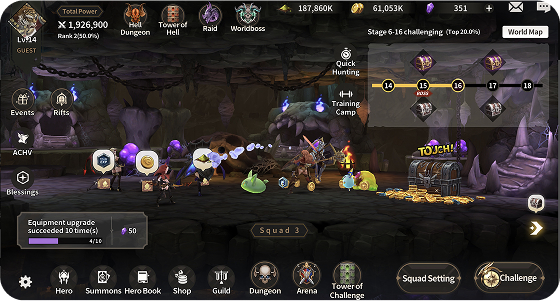 Total Power
1,926,900
Rank 2(50.0%)
Lv.14
GUEST
Hell
Dungeon
Tower of
Hell
Raid
Worldboss
187,860K
61,053K
351
+
Stage 6-16 challenging (Top 20.0%)
World Map
14
15
16
17
18
BOSS
Quick
Hunting
Training
Camp
Events
Rifts
ACHV
Blessings
TOUCH!
Equipment upgrade
succeeded 10 time(s)
4/10
50
Squad 3
Hero
Summons
Hero Book
Shop
Guild
Dungeon
Arena
Tower of
Challenge
Squad Setting
Challenge